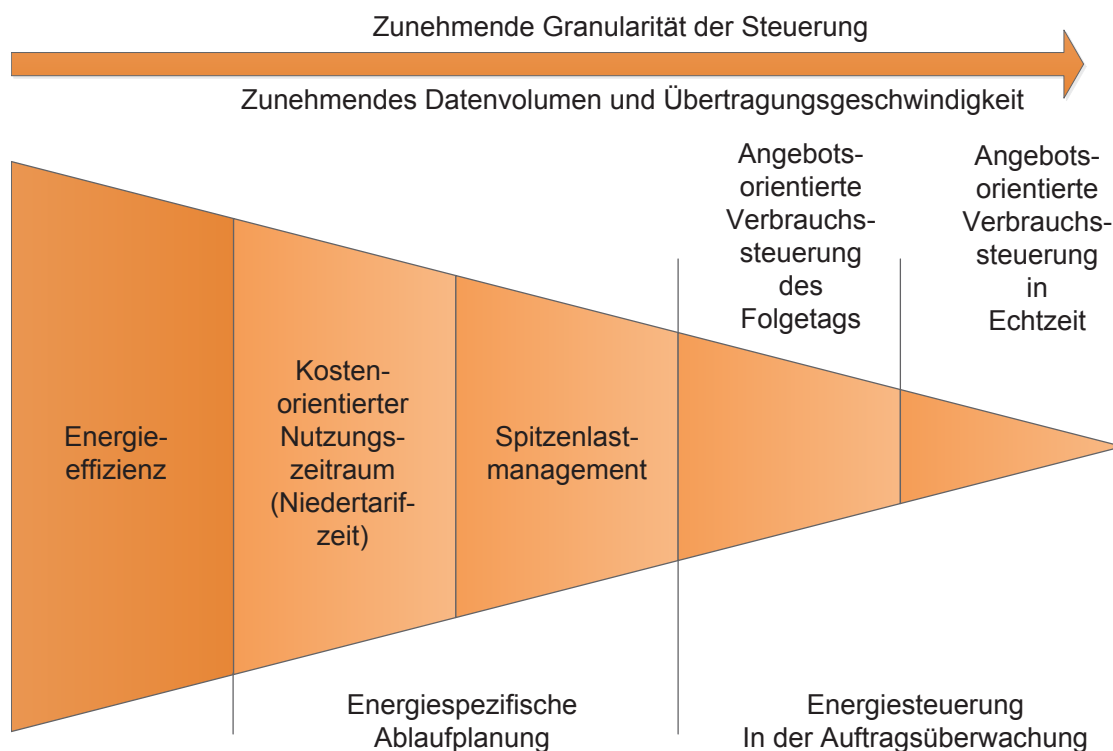 Zunehmende Granularität der Steuerung
Zunehmendes Datenvolumen und Übertragungsgeschwindigkeit
Angebots-
orientierte
Verbrauchs-
steuerung
des
Folgetags
Angebots-
orientierte
Verbrauchs-
steuerung
in
Echtzeit
Energie-
effizienz
Kosten-
orientierter
Nutzungs-
zeitraum
(Niedertarif-
zeit)
Spitzenlast-
management
Energiespezifische
Ablaufplanung
Energiesteuerung
In der Auftragsüberwachung